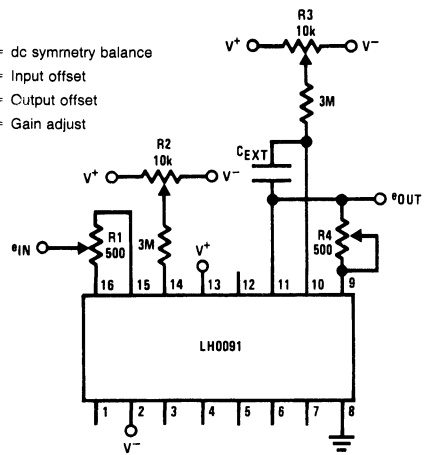 R3
10k
V+ V−
= dc symmetry balance
= Input offset
= Output offset
= Gain adjust
3M
R2
10k
V+ V−
CEXT
eOUT
eIN
R1
500
3M
V+
R4
500
16 15 14 13 12 11 10 9
LH0091
1 2 3 4 5 6 7 8
V−